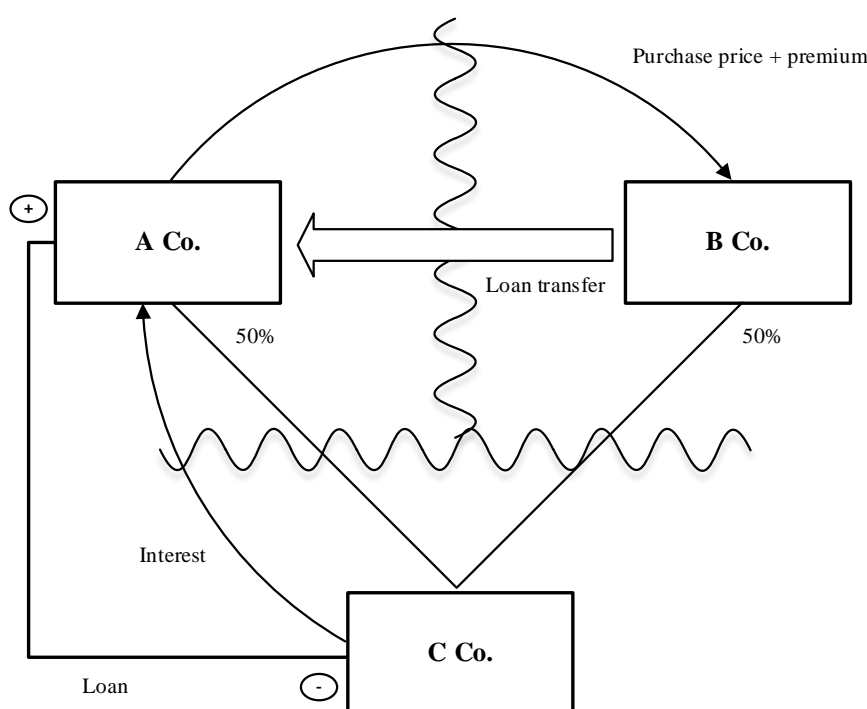 Purchase price + premium
+
A Co.
B Co.
Loan transfer
50%
50%
Interest
C Co.
Loan
-